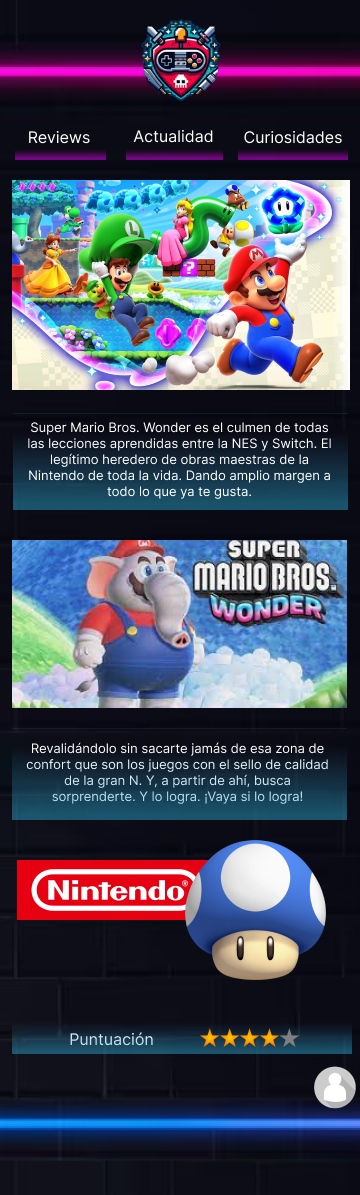 Reviews
Actualidad
Curiosidades
L
M
?
Super Mario Bros. Wonder es el culmen de todas
las lecciones aprendidas entre la NES y Switch. El
legítimo heredero de obras maestras de la
Nintendo de toda la vida. Dando amplio margen a
todo lo que ya te gusta.
SUPER
MARIO BROS.
WONDER
Revalidándolo sin sacarte jamás de esa zona de
confort que son los juegos con el sello de calidad
de la gran N. Y, a partir de ahí, busca
sorprenderte. Y lo logra. ¡Vaya si lo logra!
Nintendo®
Puntuación